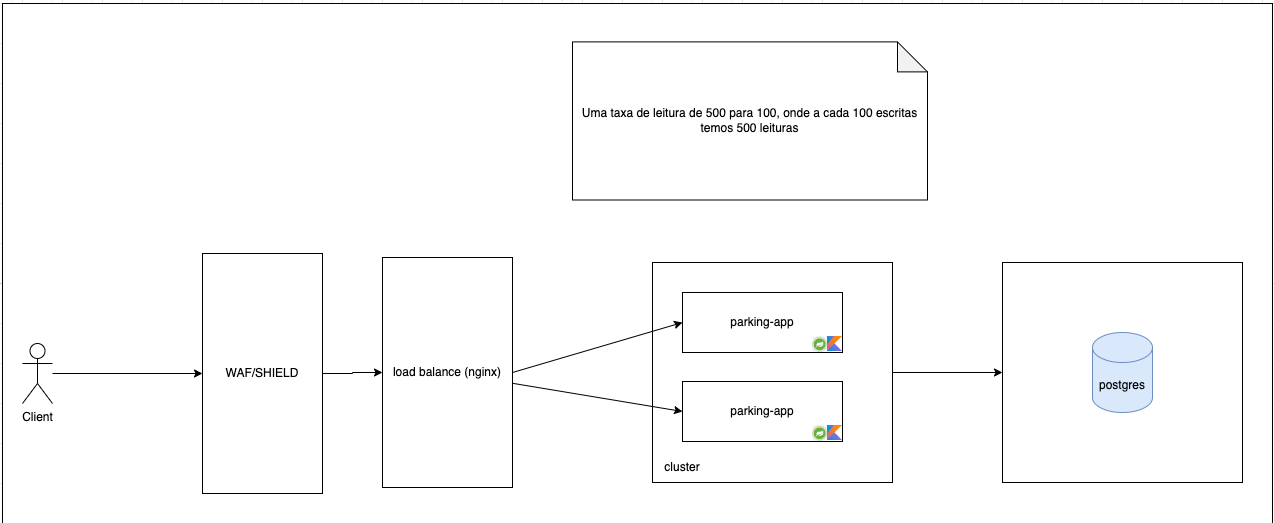 Uma taxa de leitura de 500 para 100, onde a cada 100 escritas
temos 500 leituras
Client
WAF/SHIELD
load balance (nginx)
parking-app
parking-app
cluster
postgres